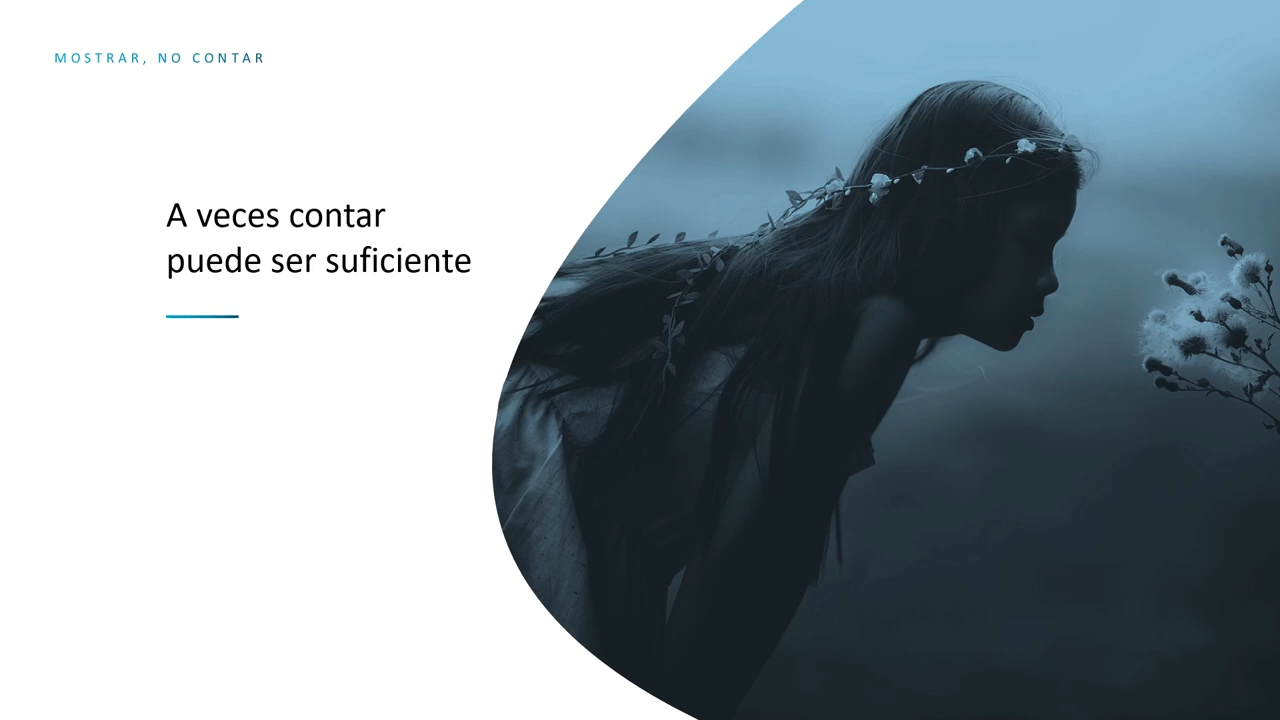 MOSTRAR, NO CONTAR
A veces contar
puede ser suficiente